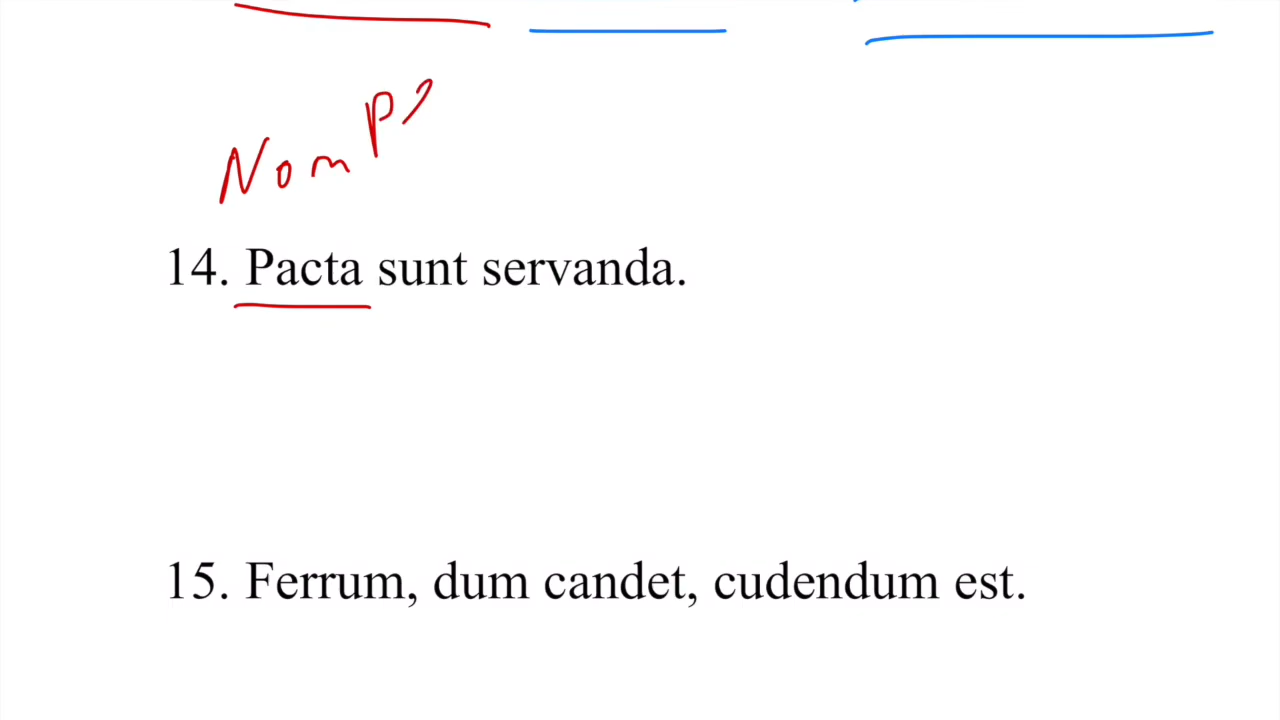 Nom
14. Pacta sunt servanda.
15. Ferrum, dum candet, cudendum est.